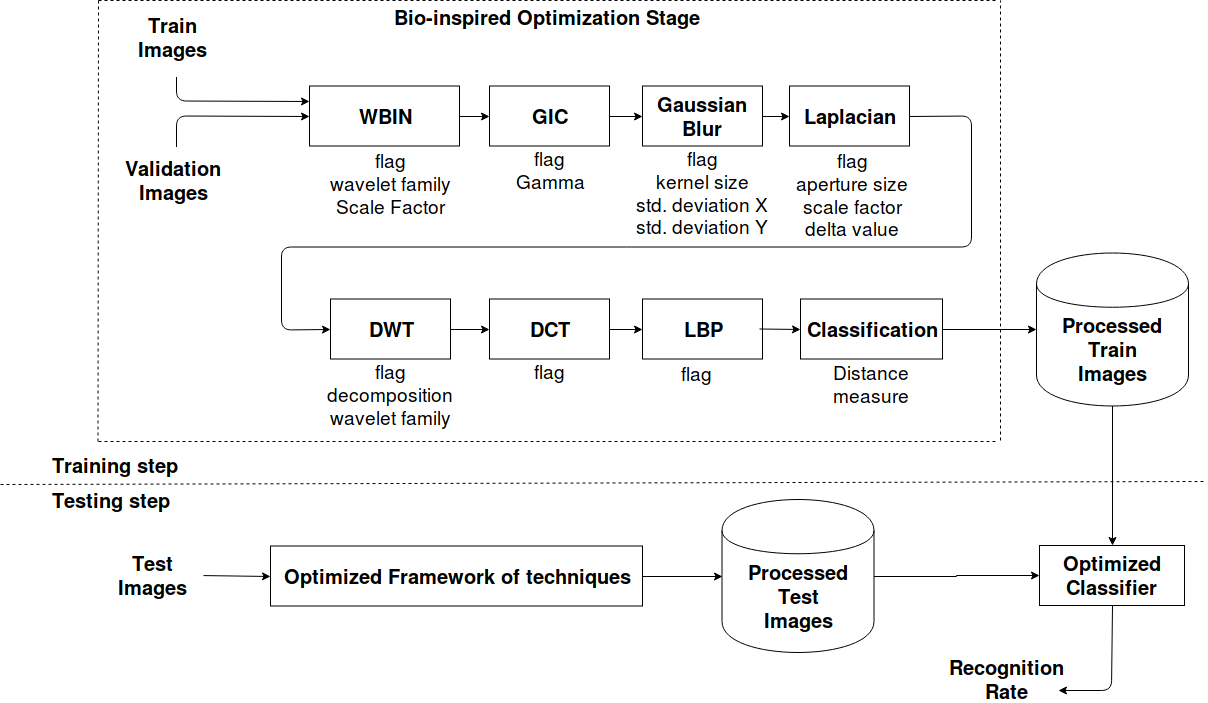 Bio-inspired Optimization Stage
Train
Images
Validation
Images
WBIN
flag
wavelet family
Scale Factor
GIC
flag
Gamma
Gaussian
Blur
flag
kernel size
std. deviation X
std. deviation Y
Laplacian
flag
aperture size
scale factor
delta value
DWT
flag
decomposition
wavelet family
DCT
flag
LBP
flag
Classification
Distance
measure
Processed
Train
Images
Training step
Testing step
Test
Images
Optimized Framework of techniques
Processed
Test
Images
Optimized
Classifier
Recognition
Rate